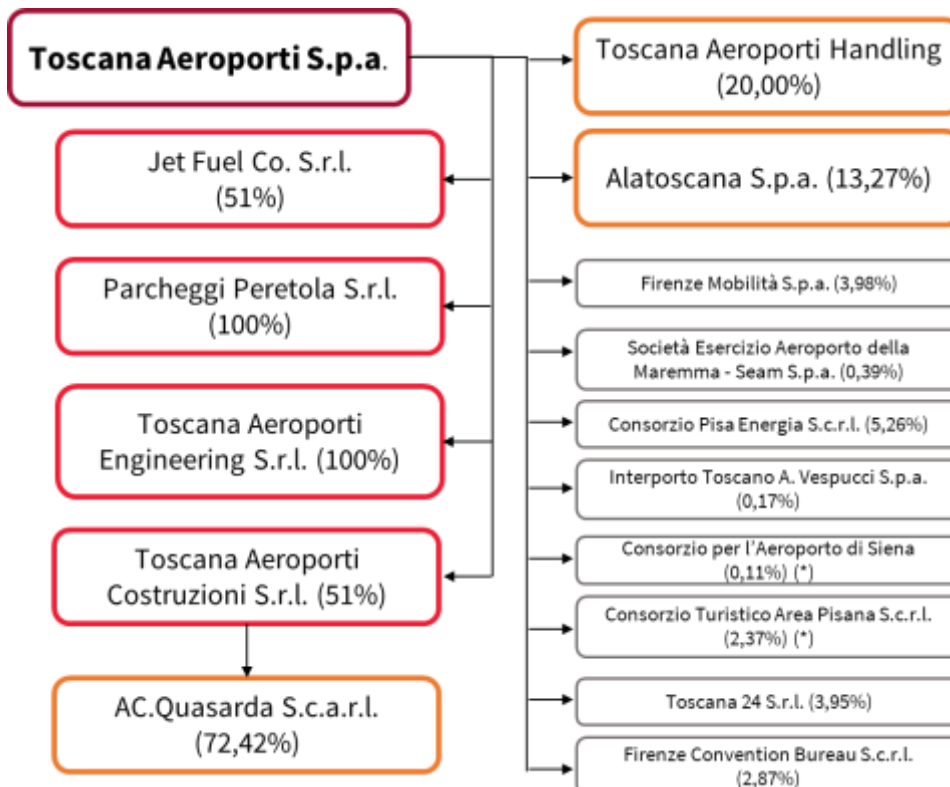 Toscana Aeroporti S.p.a.
Jet Fuel Co. S.r.l.
(51%)
Parcheggi Peretola S.r.l.
(100%)
Toscana Aeroporti
Engineering S.r.l. (100%)
Toscana Aeroporti
Costruzioni S.r.l. (51%)
AC.Quasarda S.c.a.r.l.
(72,42%)
Toscana Aeroporti Handling
(20,00%)
Alatoscana S.p.a. (13,27%)
Firenze Mobilità S.p.a. (3,98%)
Società Esercizio Aeroporto della
Maremma - Seam S.p.a. (0,39%)
Consorzio Pisa Energia S.c.r.l. (5,26%)
Interporto Toscano A. Vespucci S.p.a.
(0,17%)
Consorzio per l'Aeroporto di Siena
(0,11%) (*)
Consorzio Turistico Area Pisana S.c.r.l.
(2,37%) (*)
Toscana 24 S.r.l. (3,95%)
Firenze Convention Bureau S.c.r.l.
(2,87%)